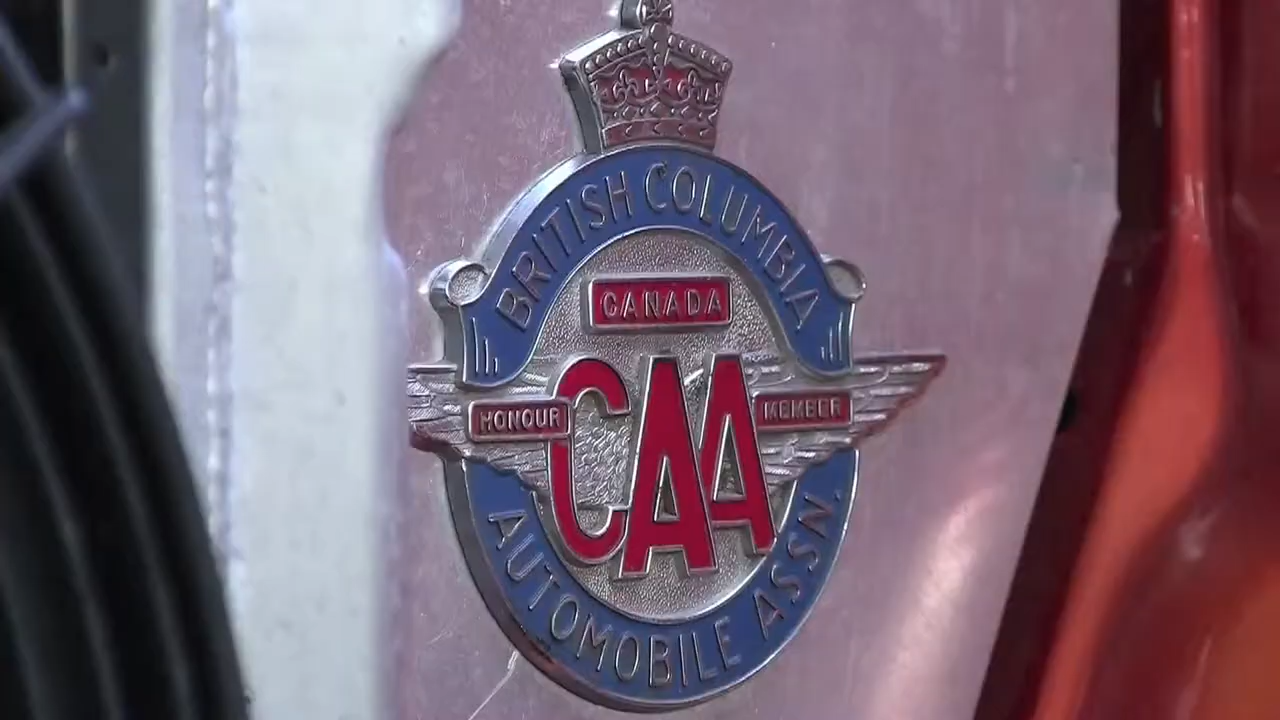 BRITISH COLUMBIA
CANADA
CAA
HONOUR
MEMBER
AUTOMOBILE ASSN.